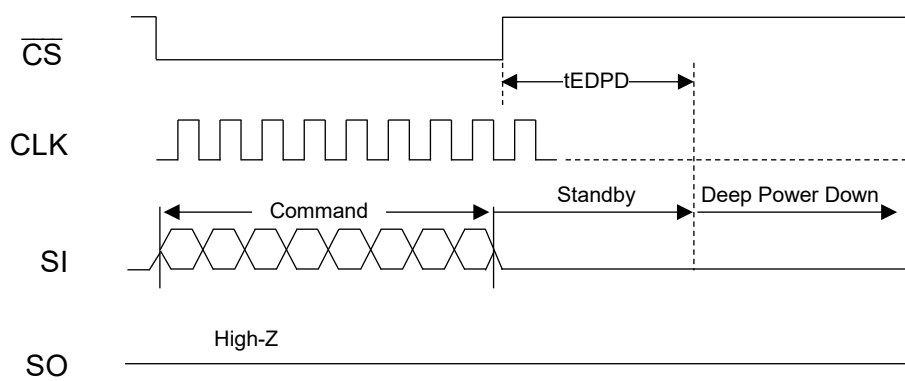 CS
tEDPD
CLK
Standby
Deep Power Down
Command
SI
High-Z
SO